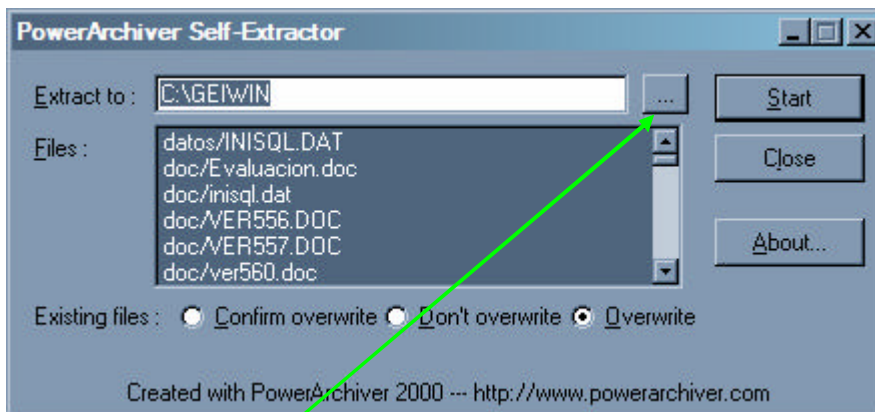 PowerArchiver Self-Extractor
Extract to : C:\GEIWIN ... Start
Files :
datos/INISQL.DAT
doc/Evaluacion.doc
doc/inisql.dat
doc/VER556.DOC
doc/VER557.DOC
doc/ver560.doc
Close
About...
Existing files : Confirm overwrite Don't overwrite Overwrite
Created with PowerArchiver 2000 --- http://www.powerarchiver.com